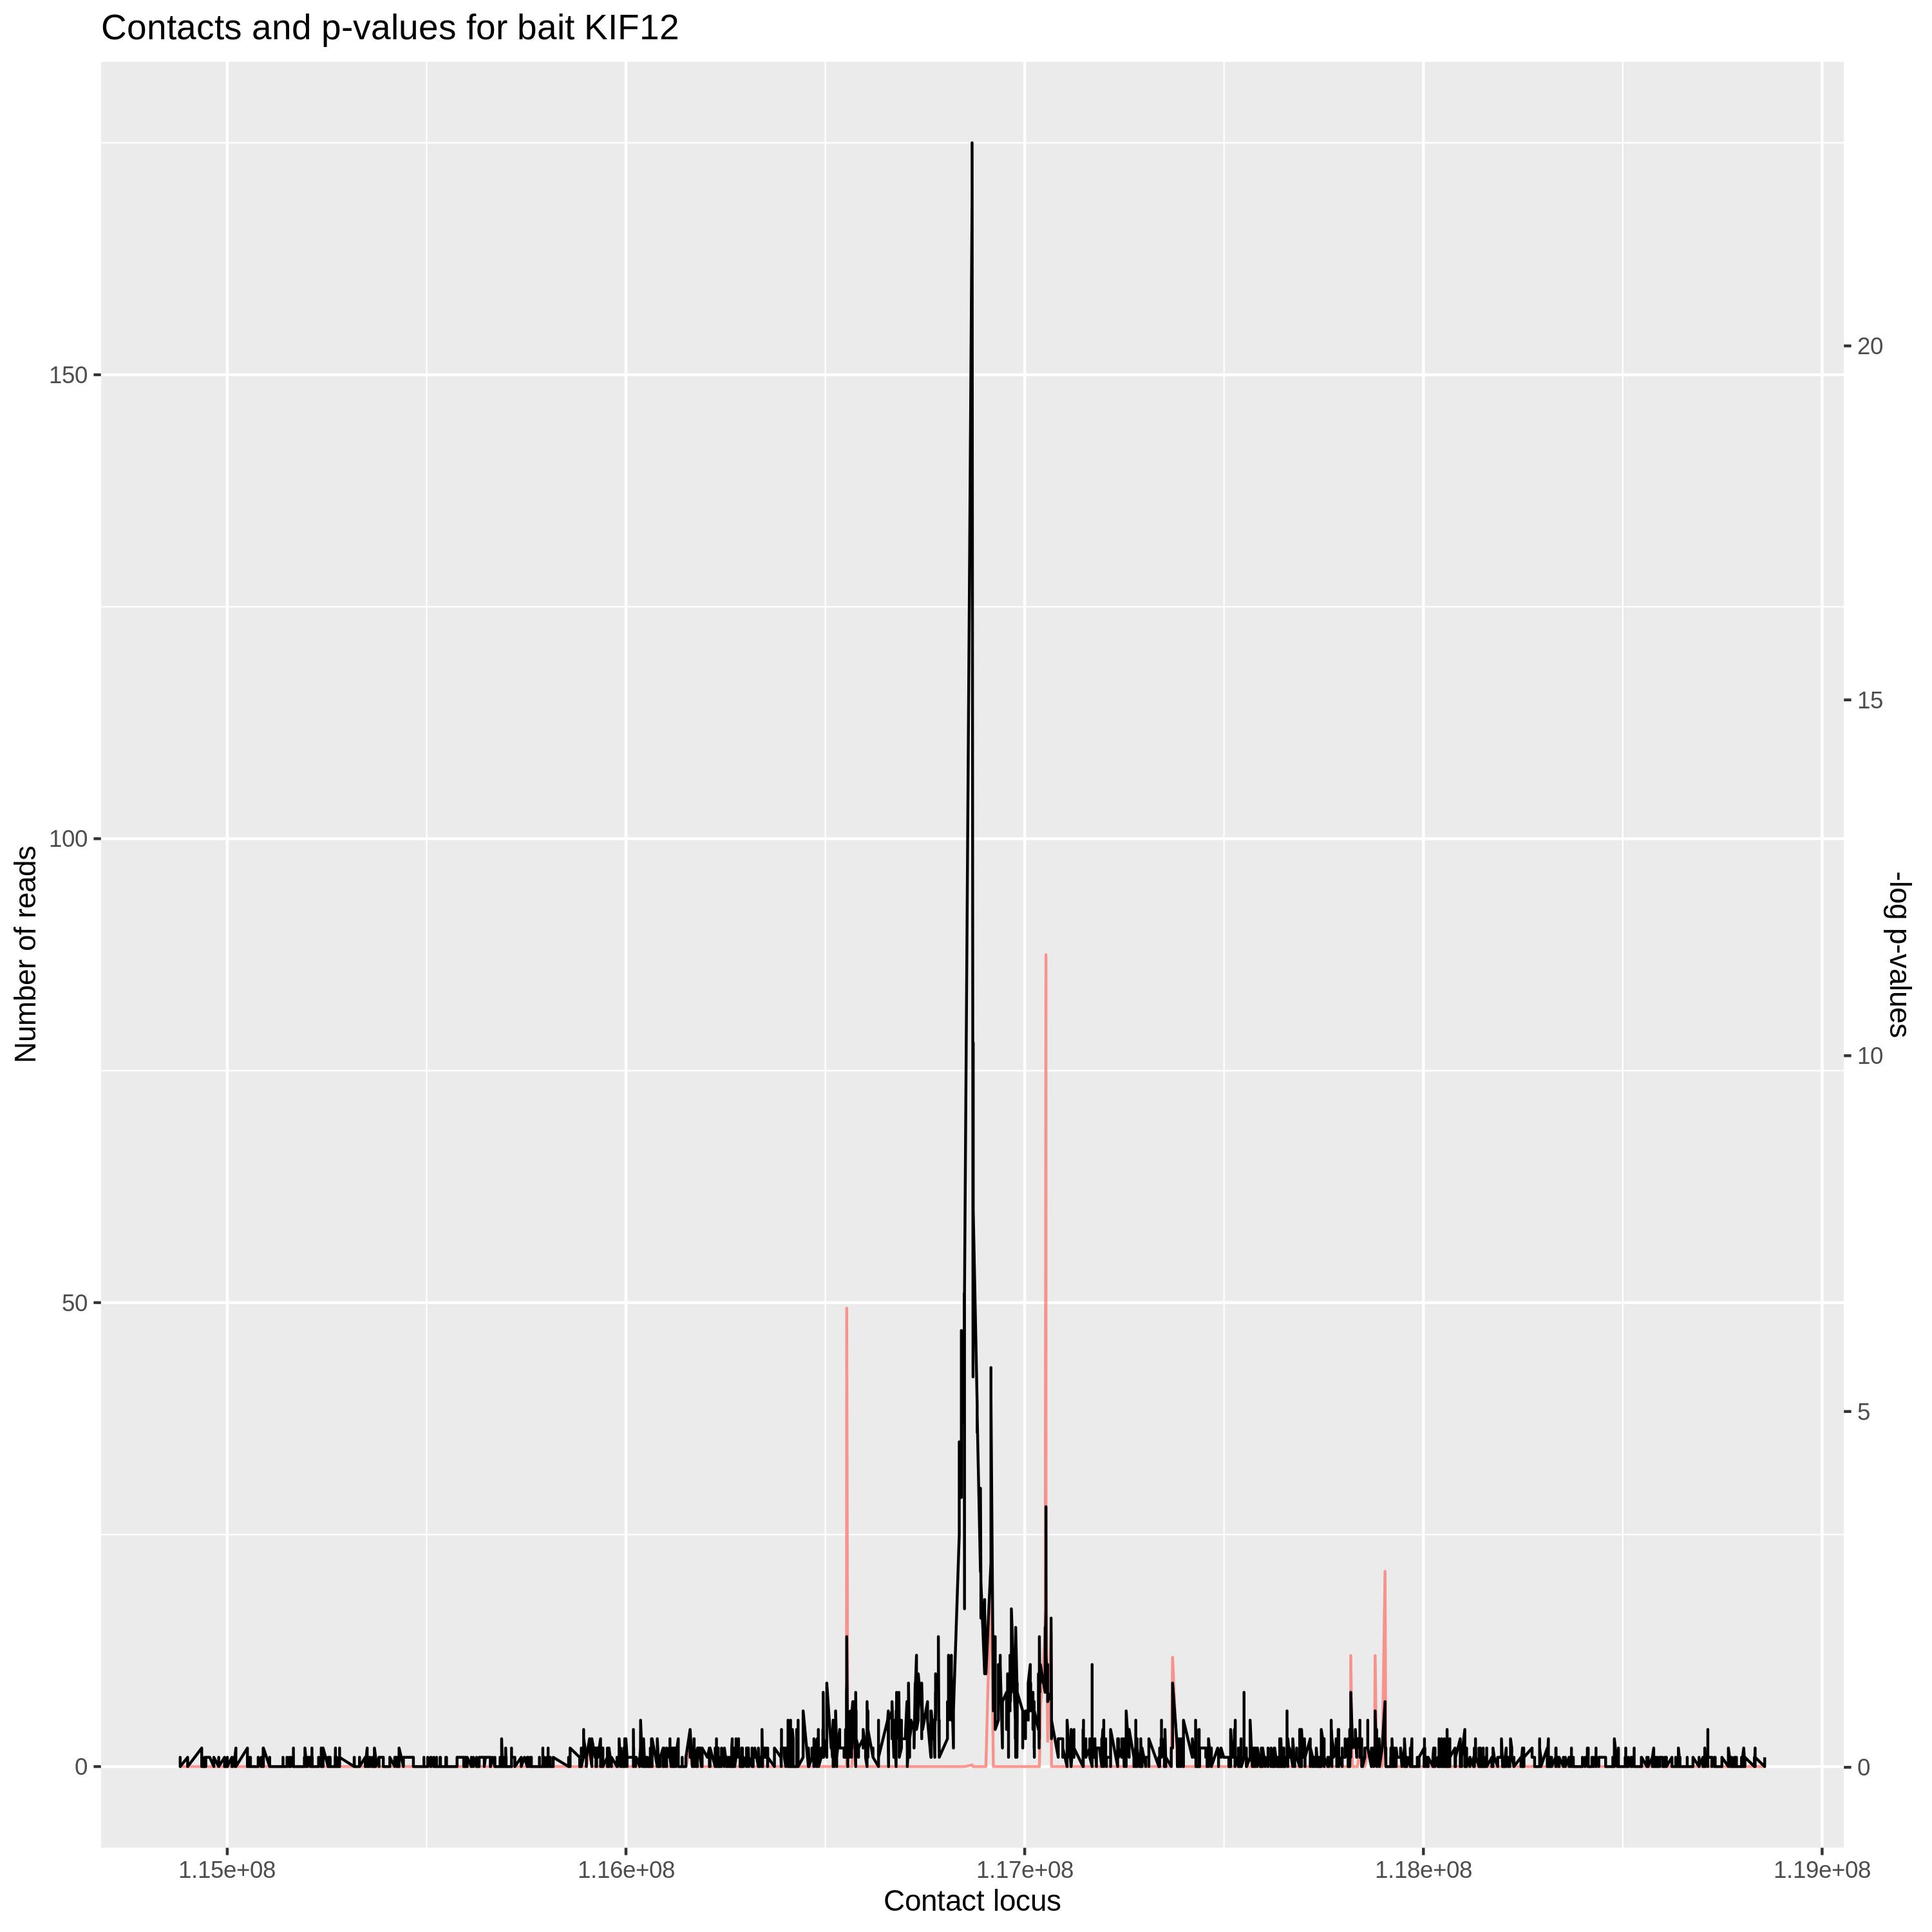 Contacts and p-values for bait KIF12
150
100
50
0
Number of reads
20
15
10
5
0
-log p-values
1.15e+08
1.16e+08
1.17e+08
1.18e+08
1.19e+08
Contact locus